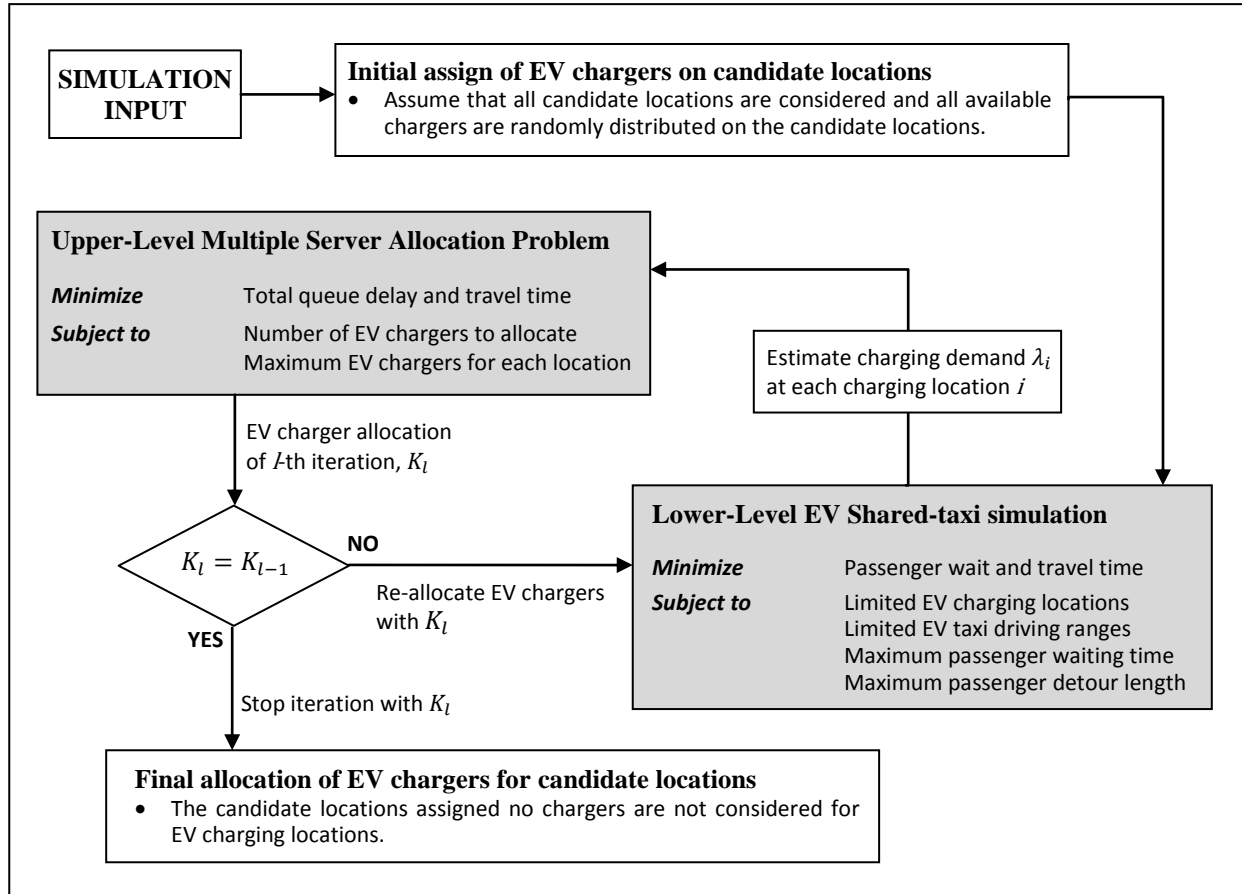 SIMULATION
INPUT
Initial assign of EV chargers on candidate locations
• Assume that all candidate locations are considered and all available
chargers are randomly distributed on the candidate locations.
Upper-Level Multiple Server Allocation Problem
Minimize Total queue delay and travel time
Subject to Number of EV chargers to allocate
Maximum EV chargers for each location
Estimate charging demand λ_i
at each charging location i
EV charger allocation
of l-th iteration, K_l
K_l = K_{l−1}
NO
Re-allocate EV chargers
with K_l
YES
Stop iteration with K_l
Lower-Level EV Shared-taxi simulation
Minimize Passenger wait and travel time
Subject to Limited EV charging locations
Limited EV taxi driving ranges
Maximum passenger waiting time
Maximum passenger detour length
Final allocation of EV chargers for candidate locations
• The candidate locations assigned no chargers are not considered for
EV charging locations.